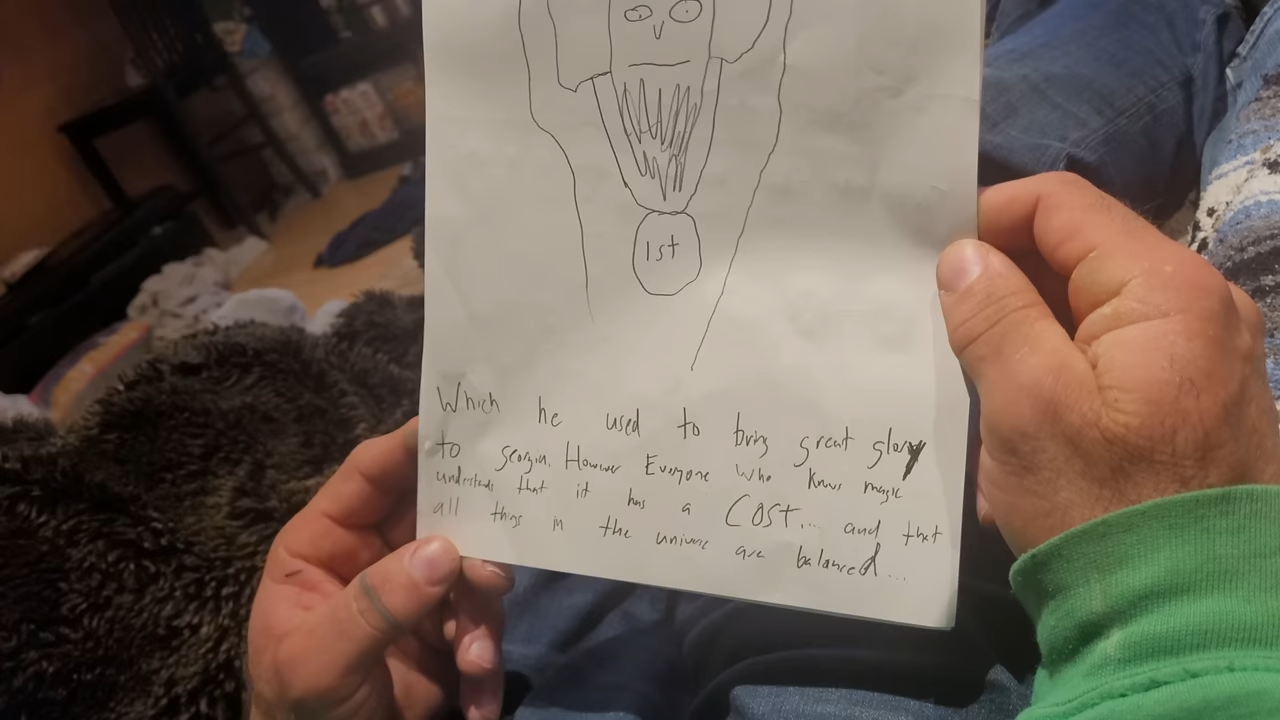 1st
Which he used to bring great glory
to georgia. However Everyone who knows magic
understands that it has a COST... and that
all things in the universe are balanced...